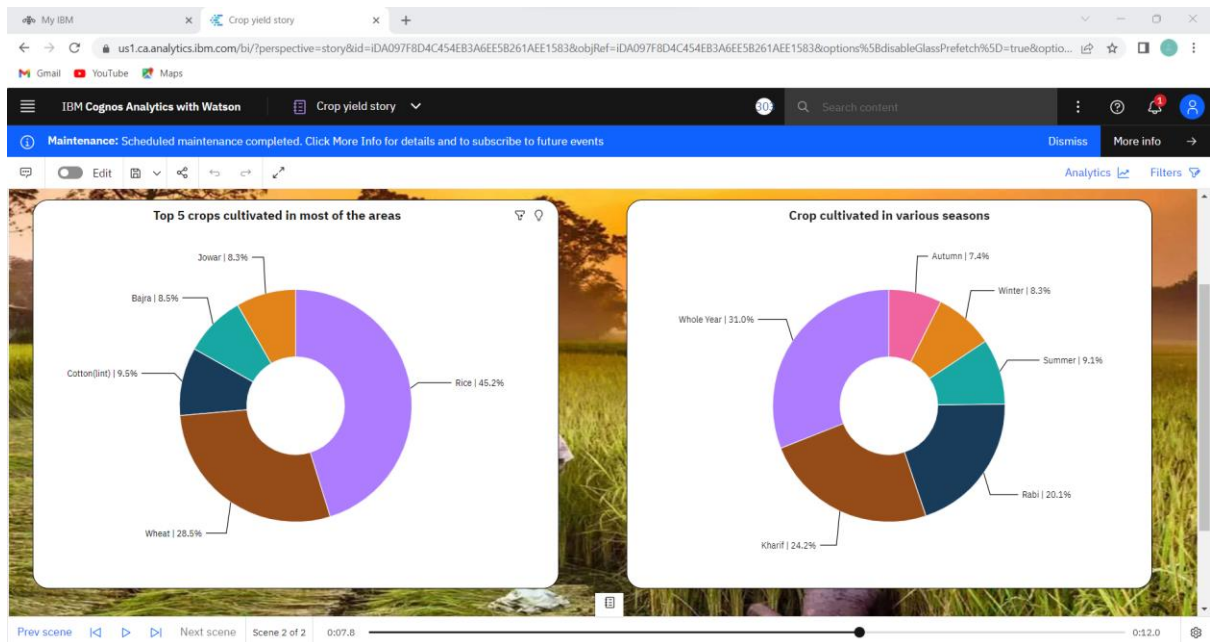 My IBM
Crop yield story
us1.ca.analytics.ibm.com/bi/?perspective=story&id=iDA097F8D4C454EB3A6EE5B261AEE1583&objRef=iDA097F8D4C454EB3A6EE5B261AEE1583&options%5BdisableGlassPrefetch%5D=true&optio...
Gmail YouTube Maps
IBM Cognos Analytics with Watson Crop yield story Search content 1
Maintenance: Scheduled maintenance completed. Click More Info for details and to subscribe to future events Dismiss More info
Edit Analytics Filters
Top 5 crops cultivated in most of the areas
Jowar | 8.3%
Bajra | 8.5%
Cotton(lint) | 9.5%
Rice | 45.2%
Wheat | 28.5%
Crop cultivated in various seasons
Autumn | 7.4%
Winter | 8.3%
Whole Year | 31.0%
Summer | 9.1%
Rabi | 20.1%
Kharif | 24.2%
Prev scene Next scene Scene 2 of 2 0:07.8 0:12.0